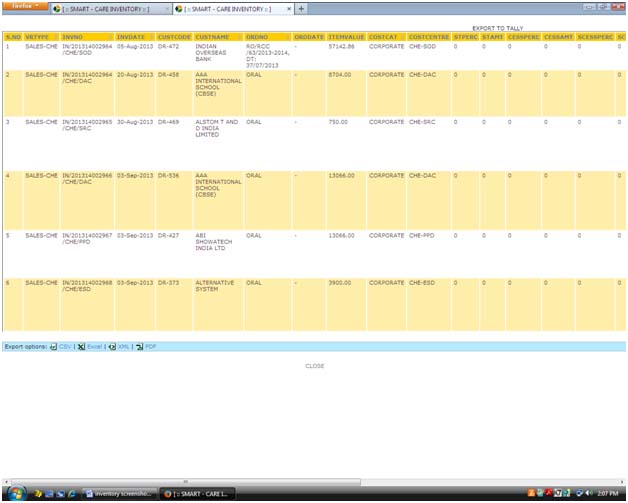 Firefox
[ :: SMART - CARE INVENTORY :: ] × [ :: SMART - CARE INVENTORY :: ] × +
EXPORT TO TALLY
S.NO VRTYPE INVNO INVDATE CUSTCODE CUSTNAME ORDNO ORDDATE ITEMVALUE COSTCAT COSTCENTRE STPERC STAMT CESSPERC CESSAMT SCESSPERC SC
1 SALES-CHE IN/201314002964 05-Aug-2013 DR-472 INDIAN RO/RCC - 57142.86 CORPORATE CHE-SOD 0 0 0 0 0 0
/CHE/SOD OVERSEAS /63/2013-2014,
BANK DT:
37/07/2013
2 SALES-CHE IN/201314002964 20-Aug-2013 DR-458 AAA ORAL - 8704.00 CORPORATE CHE-DAC 0 0 0 0 0 0
/CHE/DAC INTERNATIONAL
SCHOOL
(CBSE)
3 SALES-CHE IN/201314002965 30-Aug-2013 DR-469 ALSTOM T AND ORAL - 750.00 CORPORATE CHE-SRC 0 0 0 0 0 0
/CHE/SRC D INDIA
LIMITED
4 SALES-CHE IN/201314002966 03-Sep-2013 DR-536 AAA ORAL - 13066.00 CORPORATE CHE-DAC 0 0 0 0 0 0
/CHE/DAC INTERNATIONAL
SCHOOL
(CBSE)
5 SALES-CHE IN/201314002967 03-Sep-2013 DR-427 ABI ORAL - 13066.00 CORPORATE CHE-PPD 0 0 0 0 0 0
/CHE/PPD SHOWATECH
INDIA LTD
6 SALES-CHE IN/201314002968 03-Sep-2013 DR-373 ALTERNATIVE ORAL - 3900.00 CORPORATE CHE-ESD 0 0 0 0 0 0
/CHE/ESD SYSTEM
Export options: CSV | Excel | XML | PDF
CLOSE
inventory screensho... [ :: SMART - CARE I... 2:07 PM